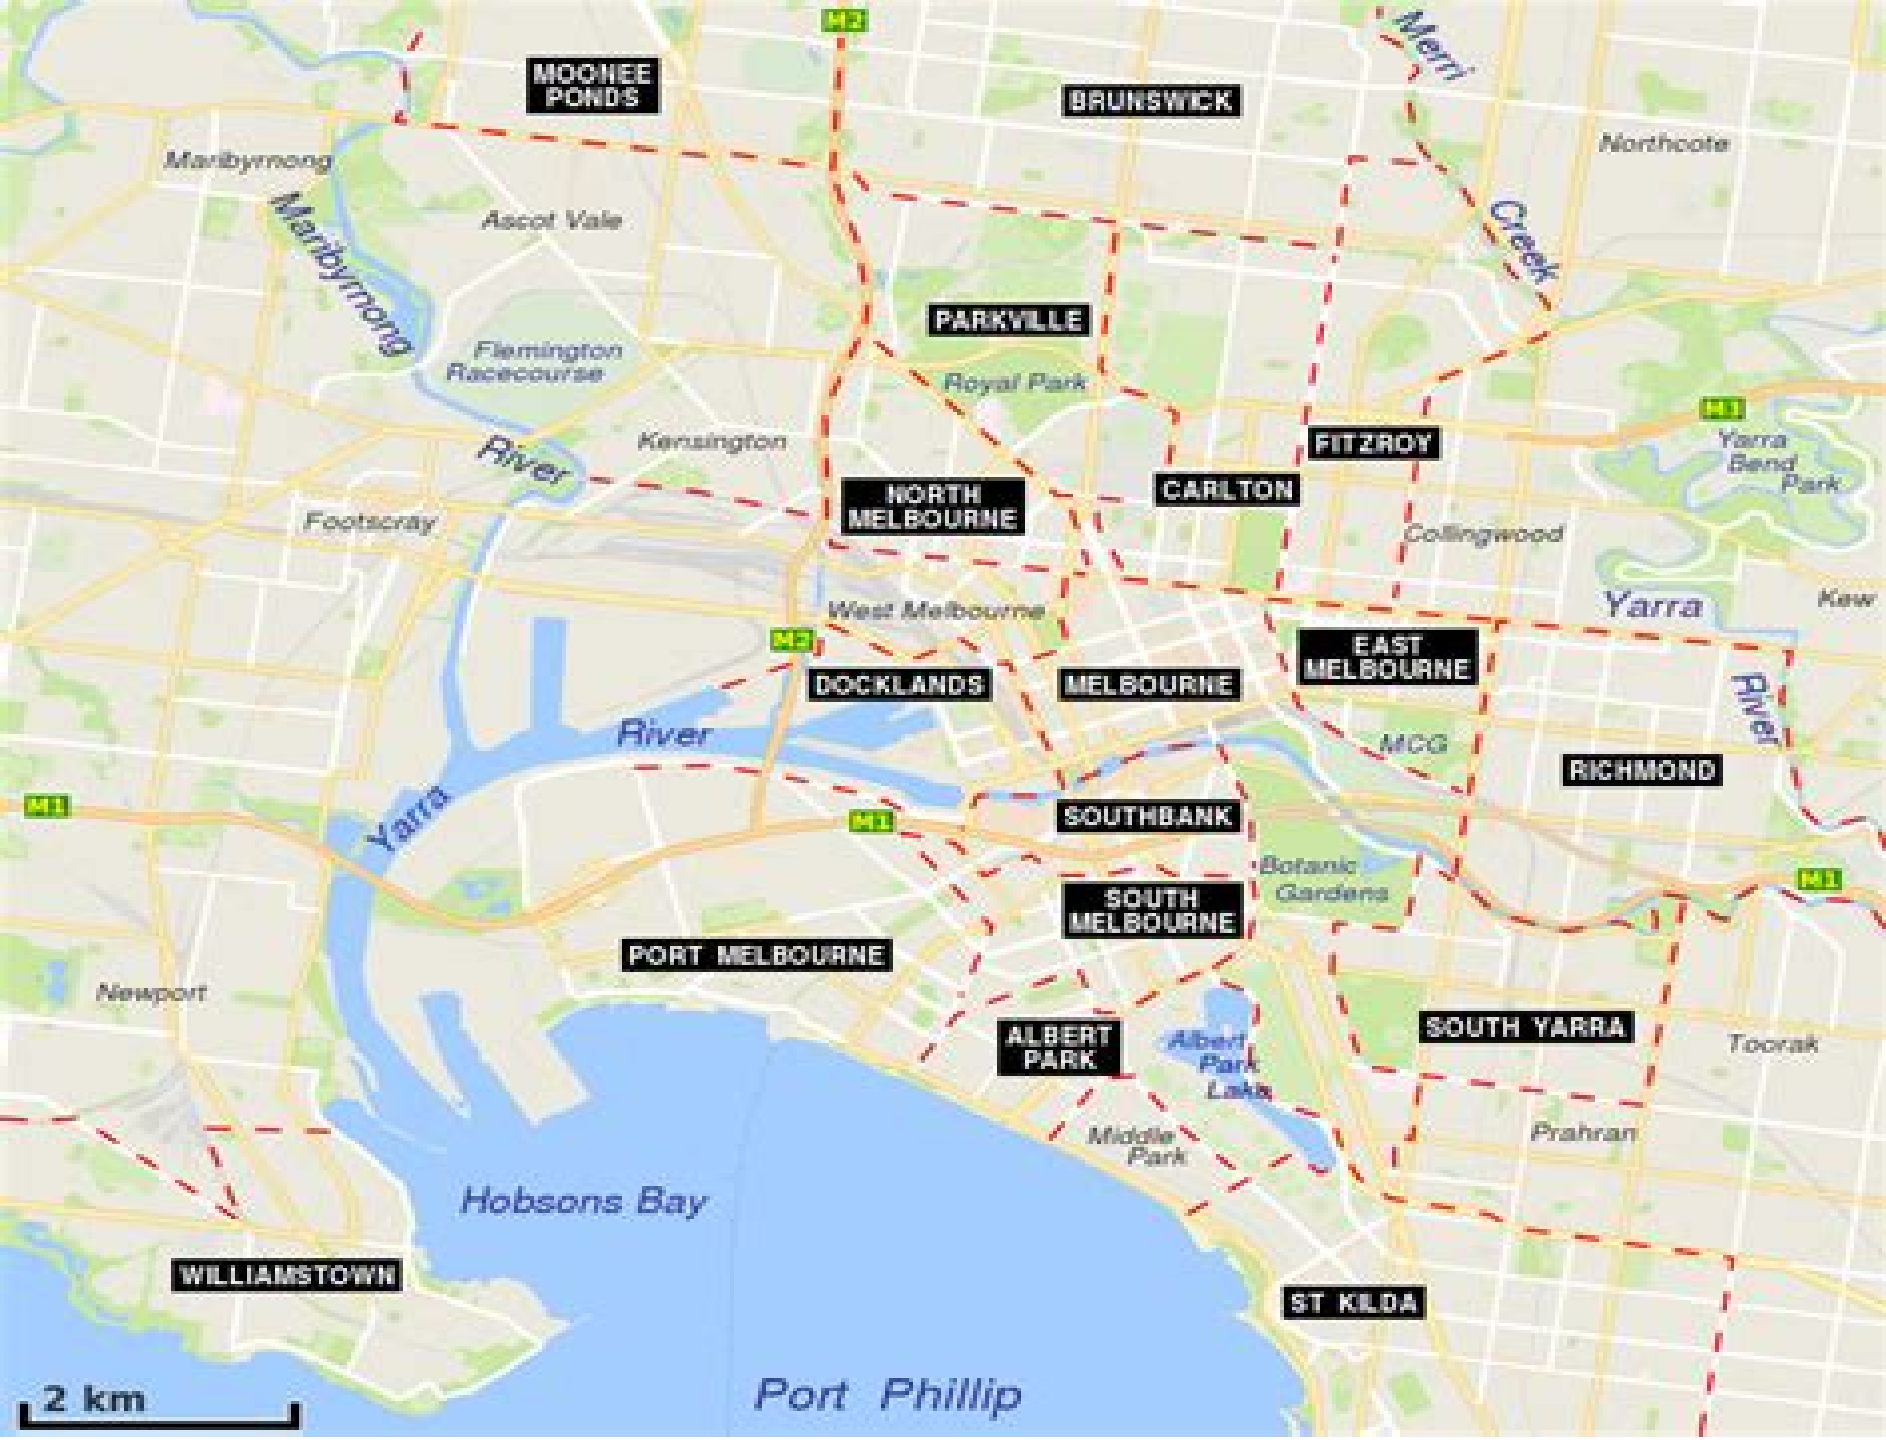 M2
Merri
MOONEE
PONDS
BRUNSWICK
Northcote
Maribyrnong
Ascot Vale
Maribyrnong
Creek
PARKVILLE
Flemington
Racecourse
Royal Park
M3
Kensington
FITZROY
Yarra
Bend
Park
River
NORTH
MELBOURNE
CARLTON
Footscray
Collingwood
West Melbourne
Yarra
Kew
M2
EAST
MELBOURNE
DOCKLANDS
MELBOURNE
River
River
MCG
RICHMOND
M1
Yarra
M1
SOUTHBANK
Botanic
Gardens
M1
SOUTH
MELBOURNE
PORT MELBOURNE
Newport
ALBERT
PARK
Albert
Park
Lake
SOUTH YARRA
Toorak
Middle
Park
Prahran
Hobsons Bay
WILLIAMSTOWN
ST KILDA
2 km
Port Phillip